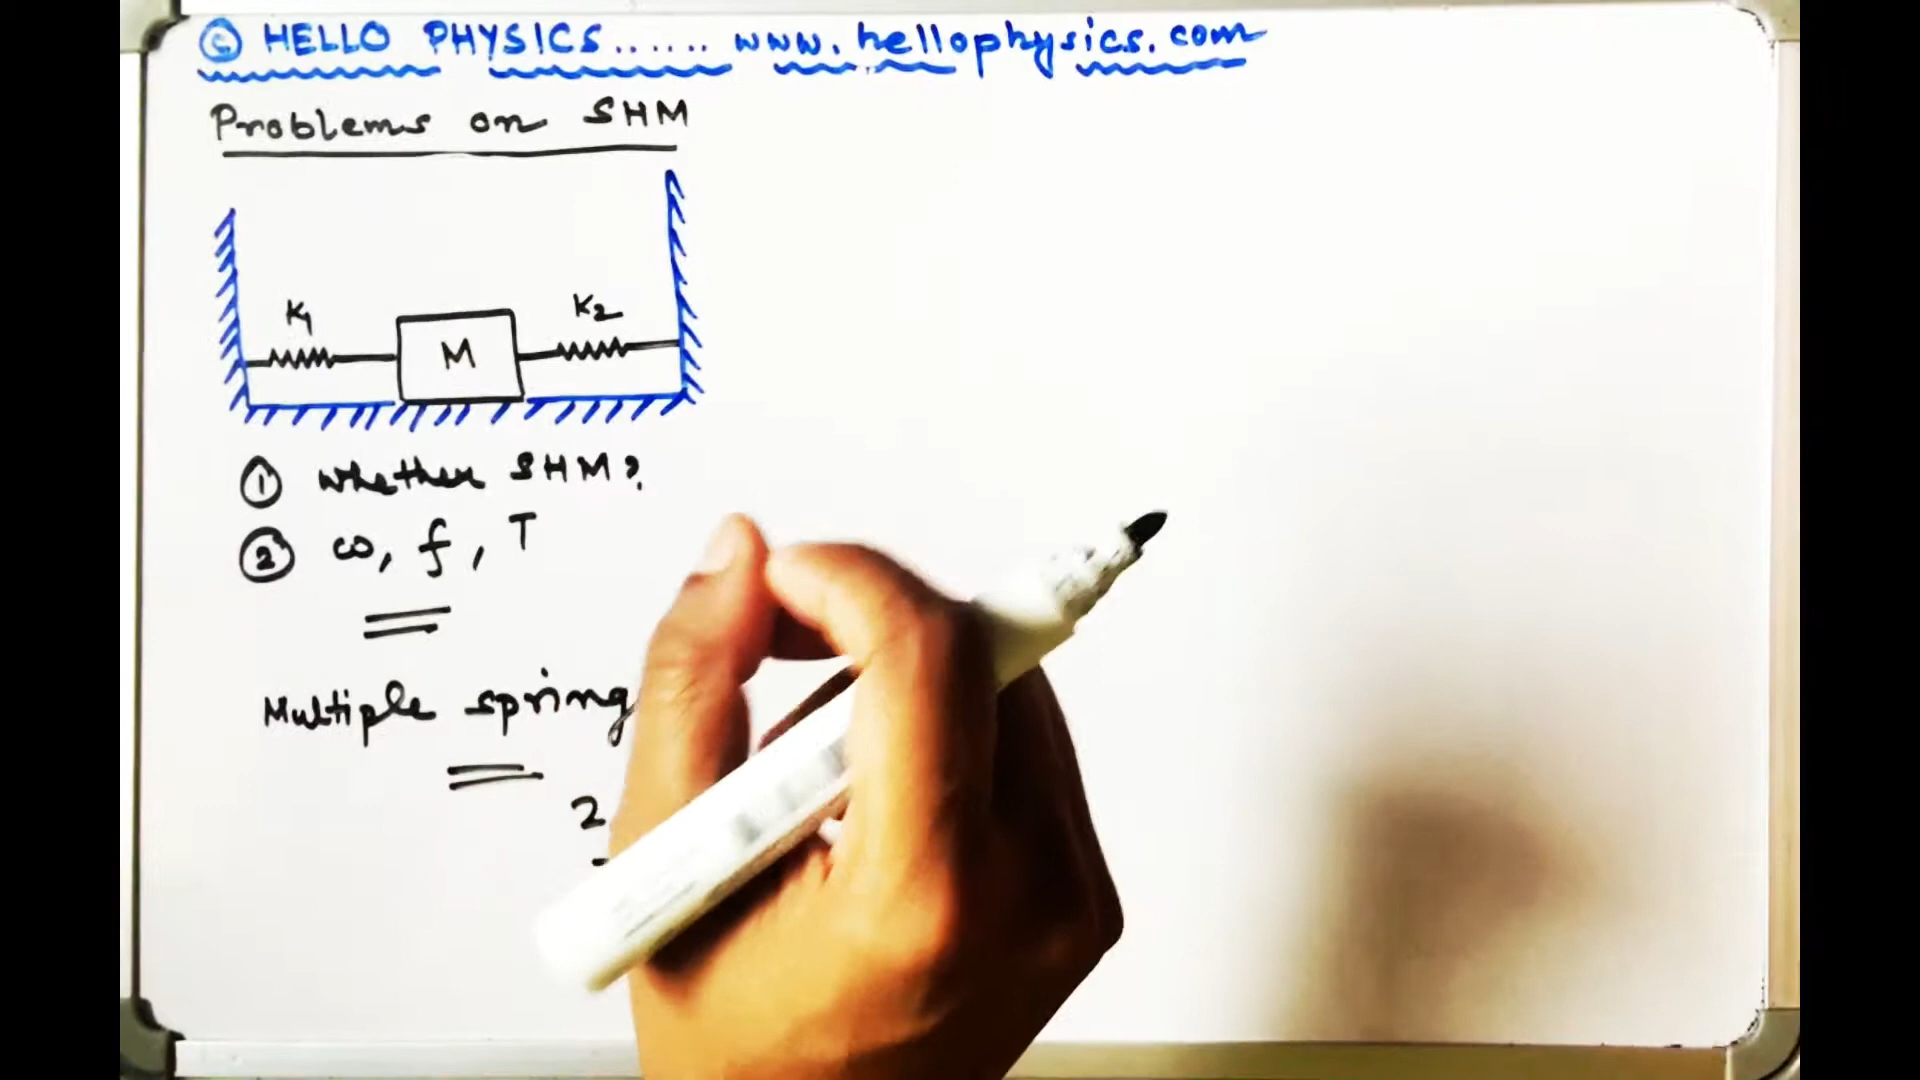 © HELLO PHYSICS...... www.hellophysics.com
Problems on SHM
K1
K2
M
① Whether SHM?
② ω, f, T
Multiple spring
2